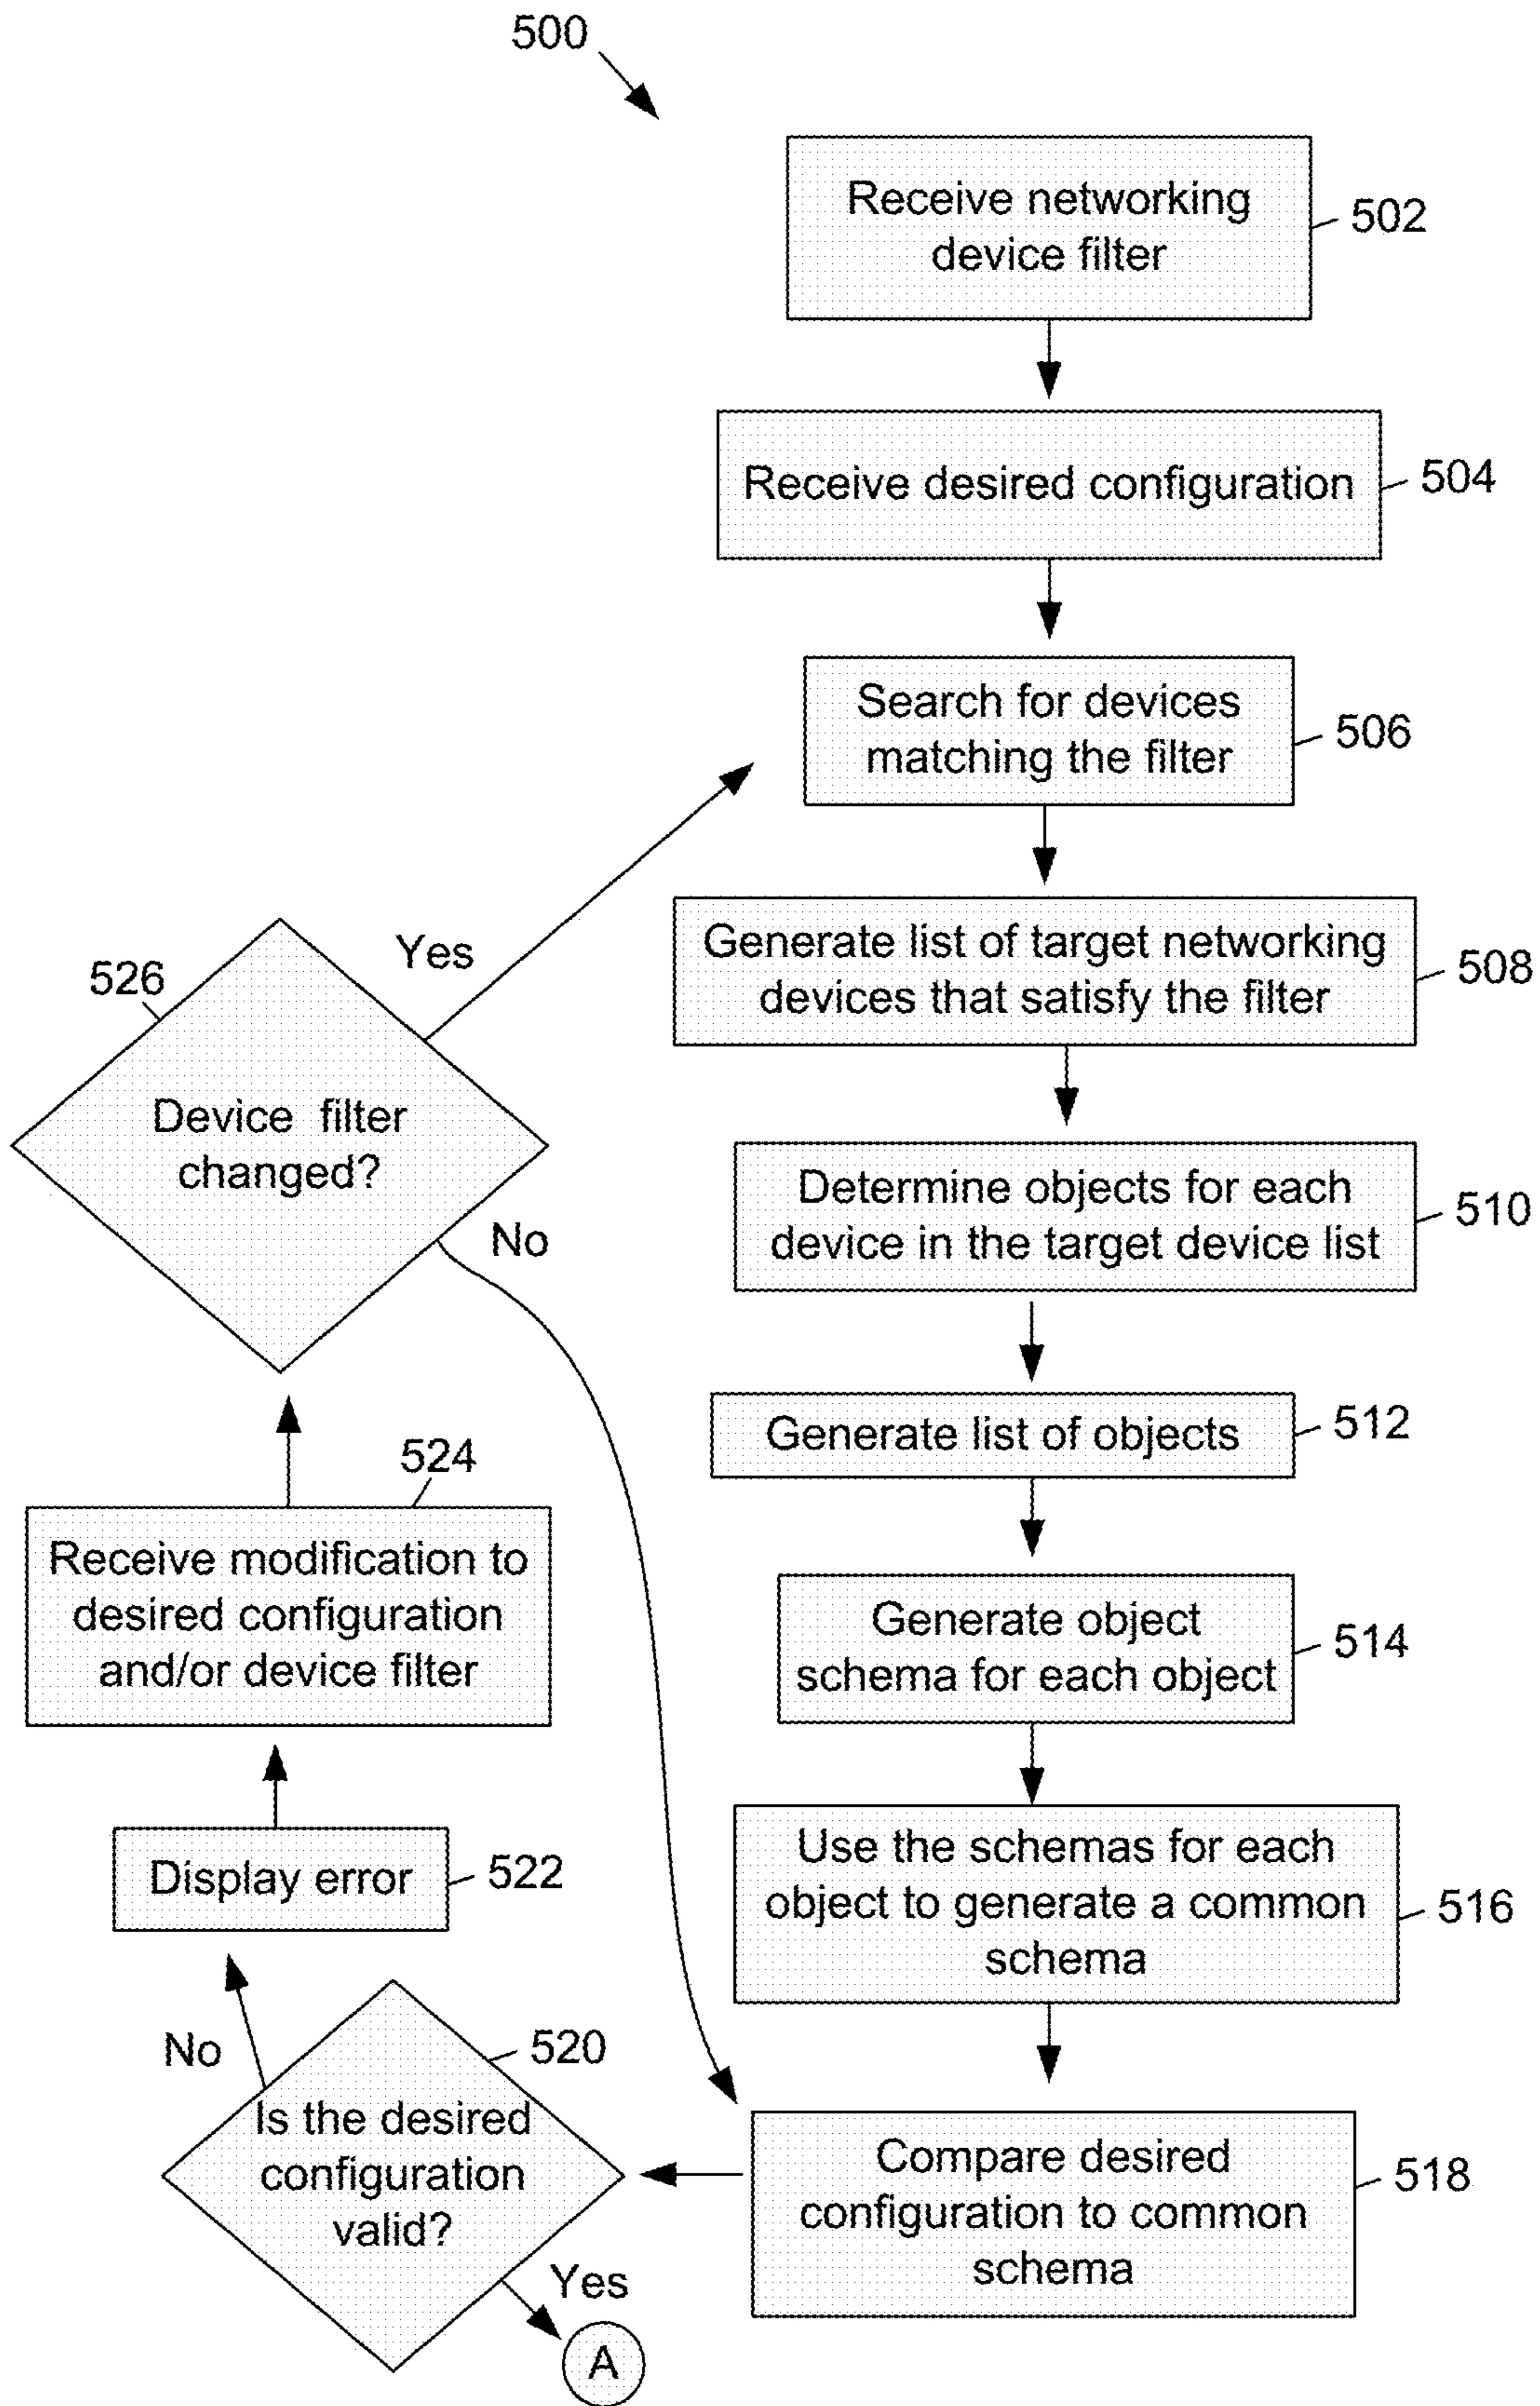 500
Receive networking
device filter
502
Receive desired configuration
504
Search for devices
matching the filter
506
Generate list of target networking
devices that satisfy the filter
508
Determine objects for each
device in the target device list
510
Generate list of objects
512
Generate object
schema for each object
514
Use the schemas for each
object to generate a common
schema
516
Compare desired
configuration to common
schema
518
520
Is the desired
configuration
valid?
Yes
A
No
Display error
522
524
Receive modification to
desired configuration
and/or device filter
526
Device filter
changed?
Yes
No